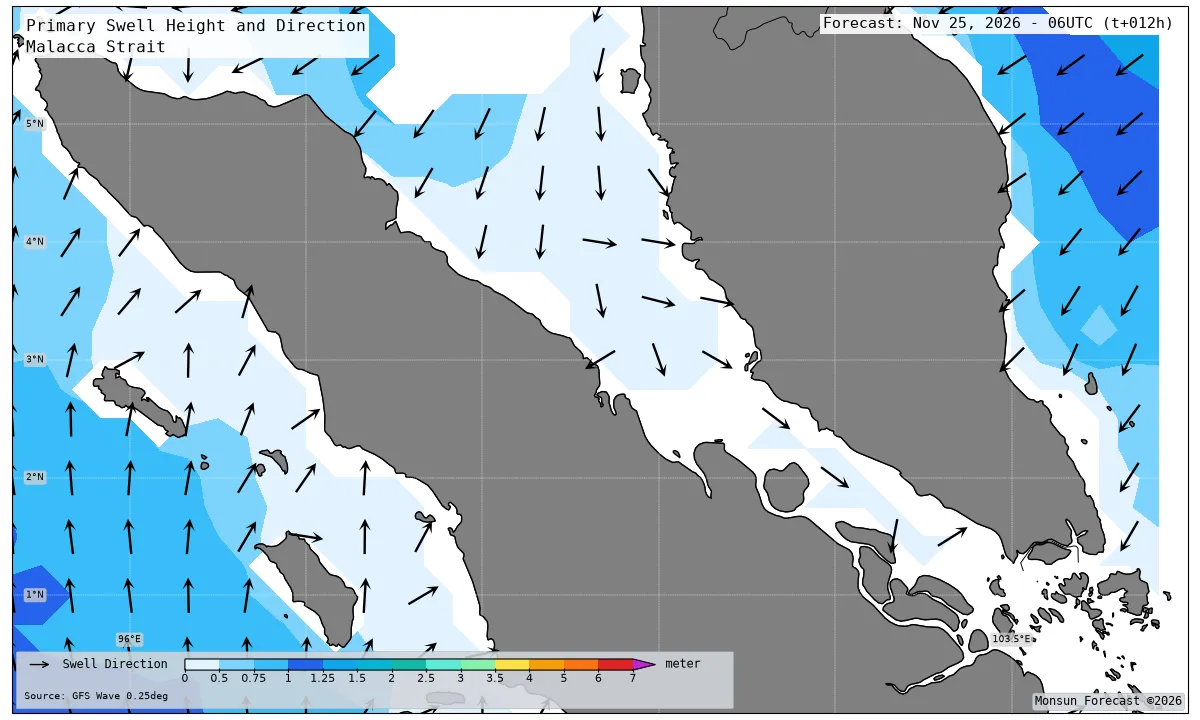 Primary Swell Height and Direction
Malacca Strait
Forecast: Nov 25, 2026 - 06UTC (t+012h)
5°N
4°N
3°N
2°N
1°N
96°E
103.5°E
Swell Direction
0 0.5 0.75 1 1.25 1.5 2 2.5 3 3.5 4 5 6 7
meter
Source: GFS Wave 0.25deg
Monsun Forecast ©2026